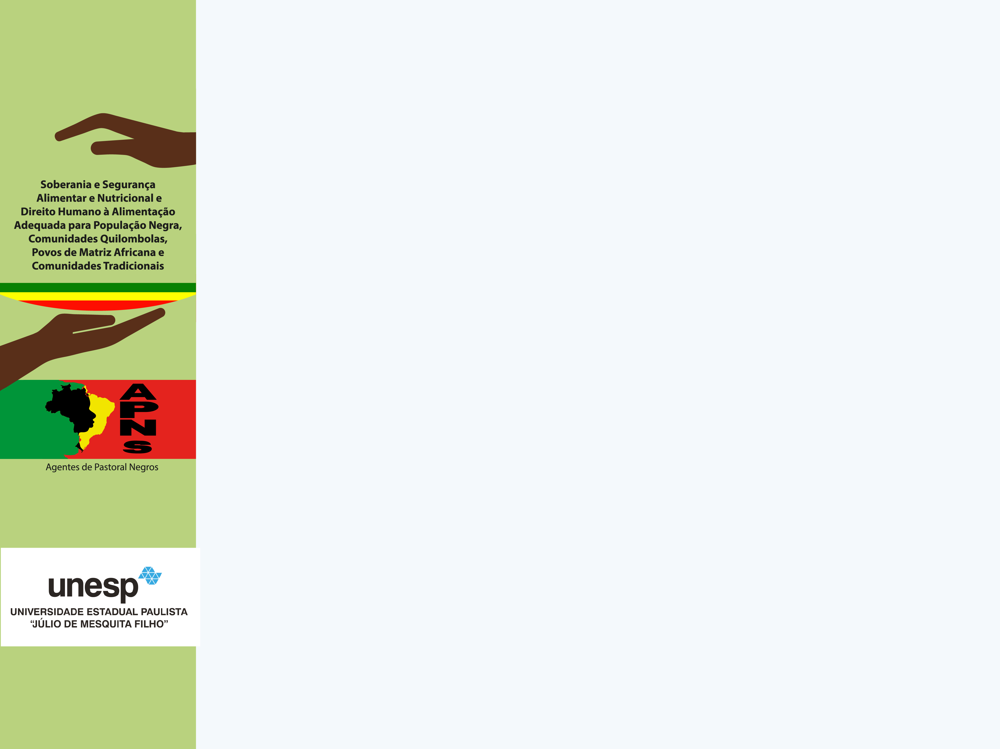 Soberania e Segurança
Alimentar e Nutricional e
Direito Humano à Alimentação
Adequada para População Negra,
Comunidades Quilombolas,
Povos de Matriz Africana e
Comunidades Tradicionais
A
P
N
S
Agentes de Pastoral Negros
unesp
UNIVERSIDADE ESTADUAL PAULISTA
“JÚLIO DE MESQUITA FILHO”